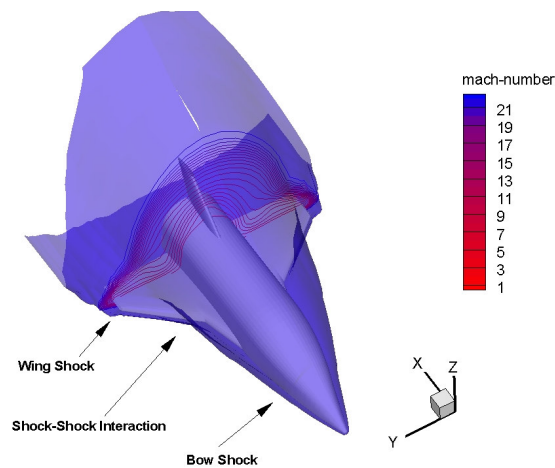 mach-number
21
19
17
15
13
11
9
7
5
3
1
Wing Shock
X
Z
Shock-Shock Interaction
Y
Bow Shock